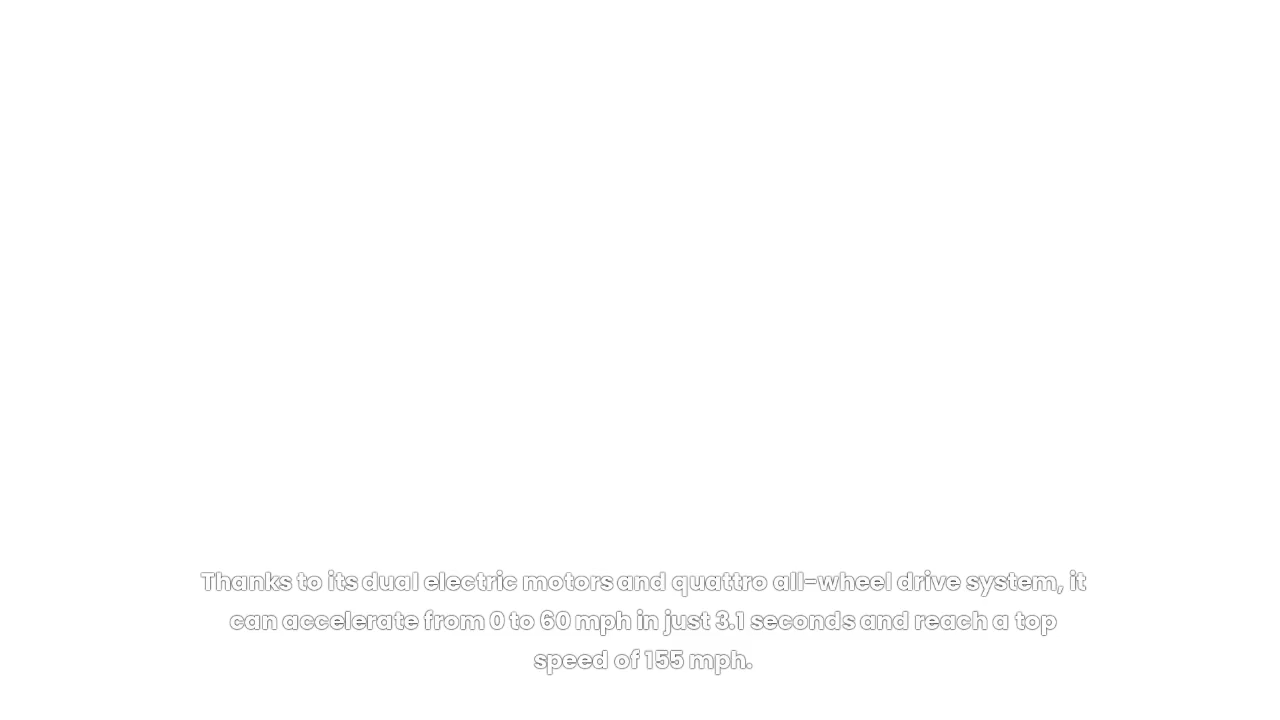 Thanks to its dual electric motors and quattro all-wheel drive system, it
can accelerate from 0 to 60 mph in just 3.1 seconds and reach a top
speed of 155 mph.